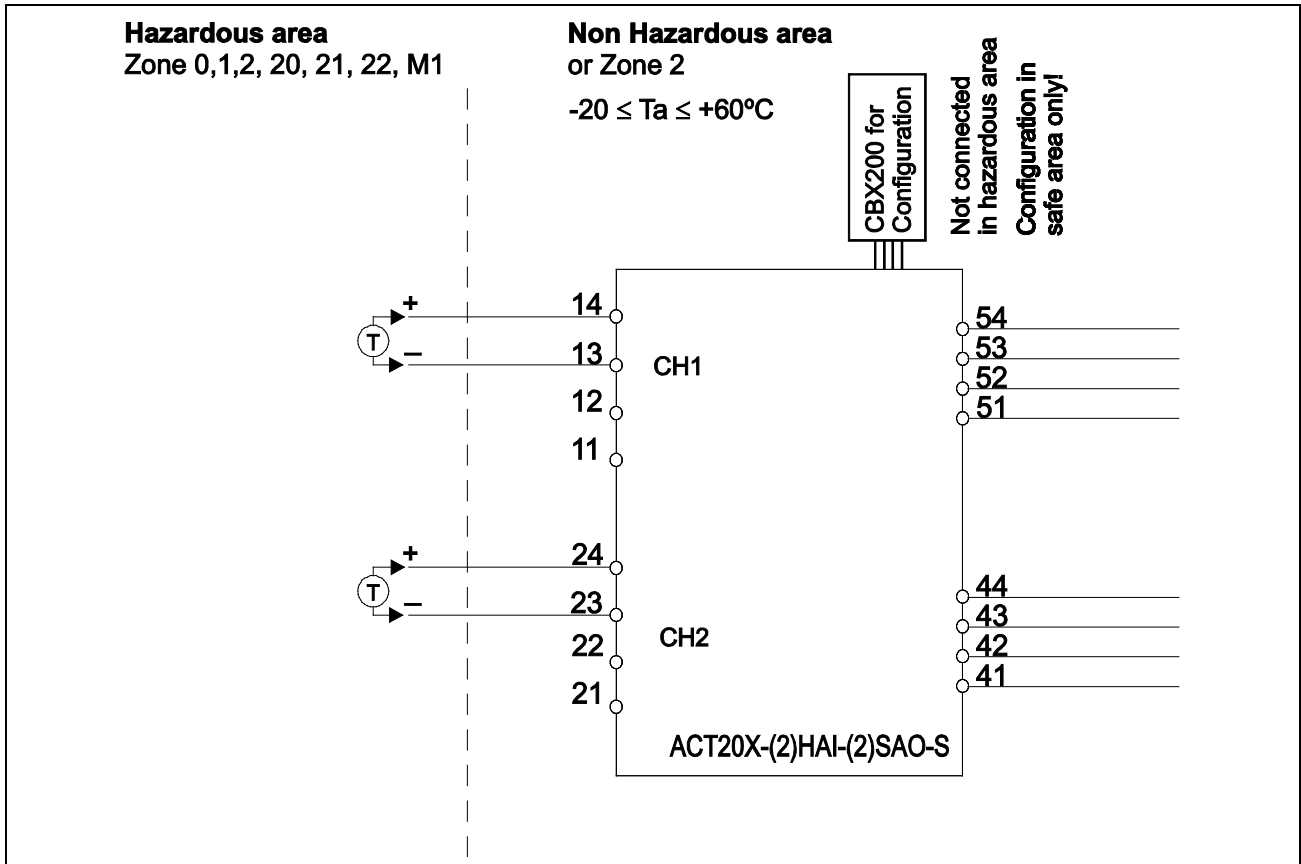 Hazardous area
Zone 0,1,2, 20, 21, 22, M1
Non Hazardous area
or Zone 2
-20 ≤ Ta ≤ +60ºC
CBX200 for
Configuration
Not connected
in hazardous area
Configuration in
safe area only!
+
T
–
14
13
12
11
CH1
54
53
52
51
+
T
–
24
23
22
21
CH2
44
43
42
41
ACT20X-(2)HAI-(2)SAO-S